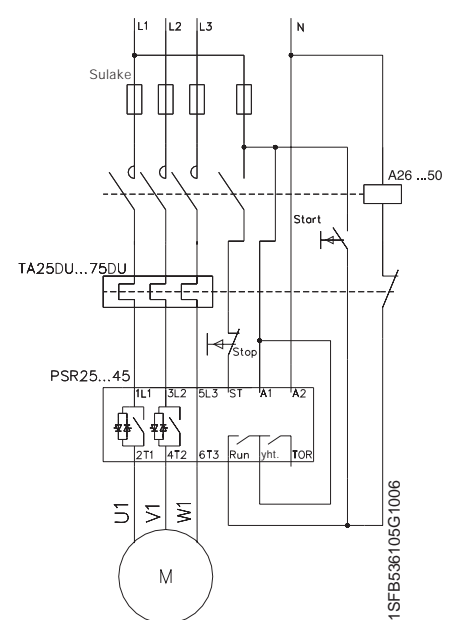 L1 L2 L3 N
Sulake
A26 ...50
Start
TA25DU...75DU
Stop
PSR25...45
1L1 3L2 5L3 ST A1 A2
2T1 4T2 6T3 Run yht. TOR
U1 V1 W1
M
1SFB536105G1006